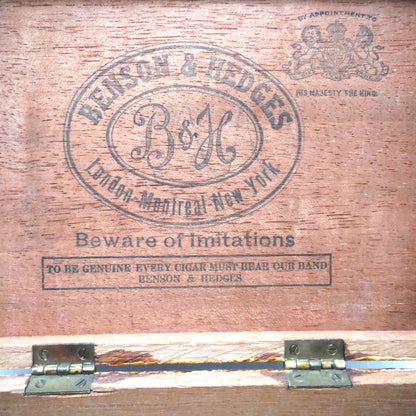 BY APPOINTMENT TO
HIS MAJESTY THE KING.
BENSON & HEDGES
B&H
London-Montreal-New York
Beware of Imitations
TO BE GENUINE EVERY CIGAR MUST BEAR OUR BAND
BENSON & HEDGES